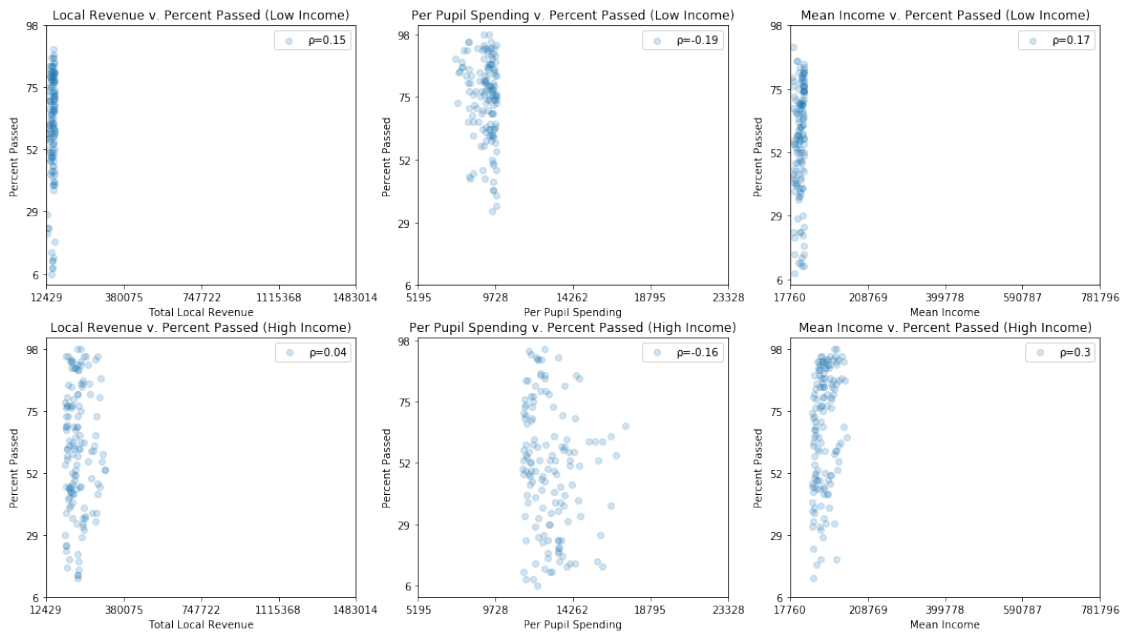 Local Revenue v. Percent Passed (Low Income)
ρ=0.15
98
75
52
29
6
Percent Passed
12429 380075 747722 1115368 1483014
Total Local Revenue
Per Pupil Spending v. Percent Passed (Low Income)
ρ=-0.19
98
75
52
29
6
Percent Passed
5195 9728 14262 18795 23328
Per Pupil Spending
Mean Income v. Percent Passed (Low Income)
ρ=0.17
98
75
52
29
6
Percent Passed
17760 208769 399778 590787 781796
Mean Income
Local Revenue v. Percent Passed (High Income)
ρ=0.04
98
75
52
29
6
Percent Passed
12429 380075 747722 1115368 1483014
Total Local Revenue
Per Pupil Spending v. Percent Passed (High Income)
ρ=-0.16
98
75
52
29
6
Percent Passed
5195 9728 14262 18795 23328
Per Pupil Spending
Mean Income v. Percent Passed (High Income)
ρ=0.3
98
75
52
29
6
Percent Passed
17760 208769 399778 590787 781796
Mean Income